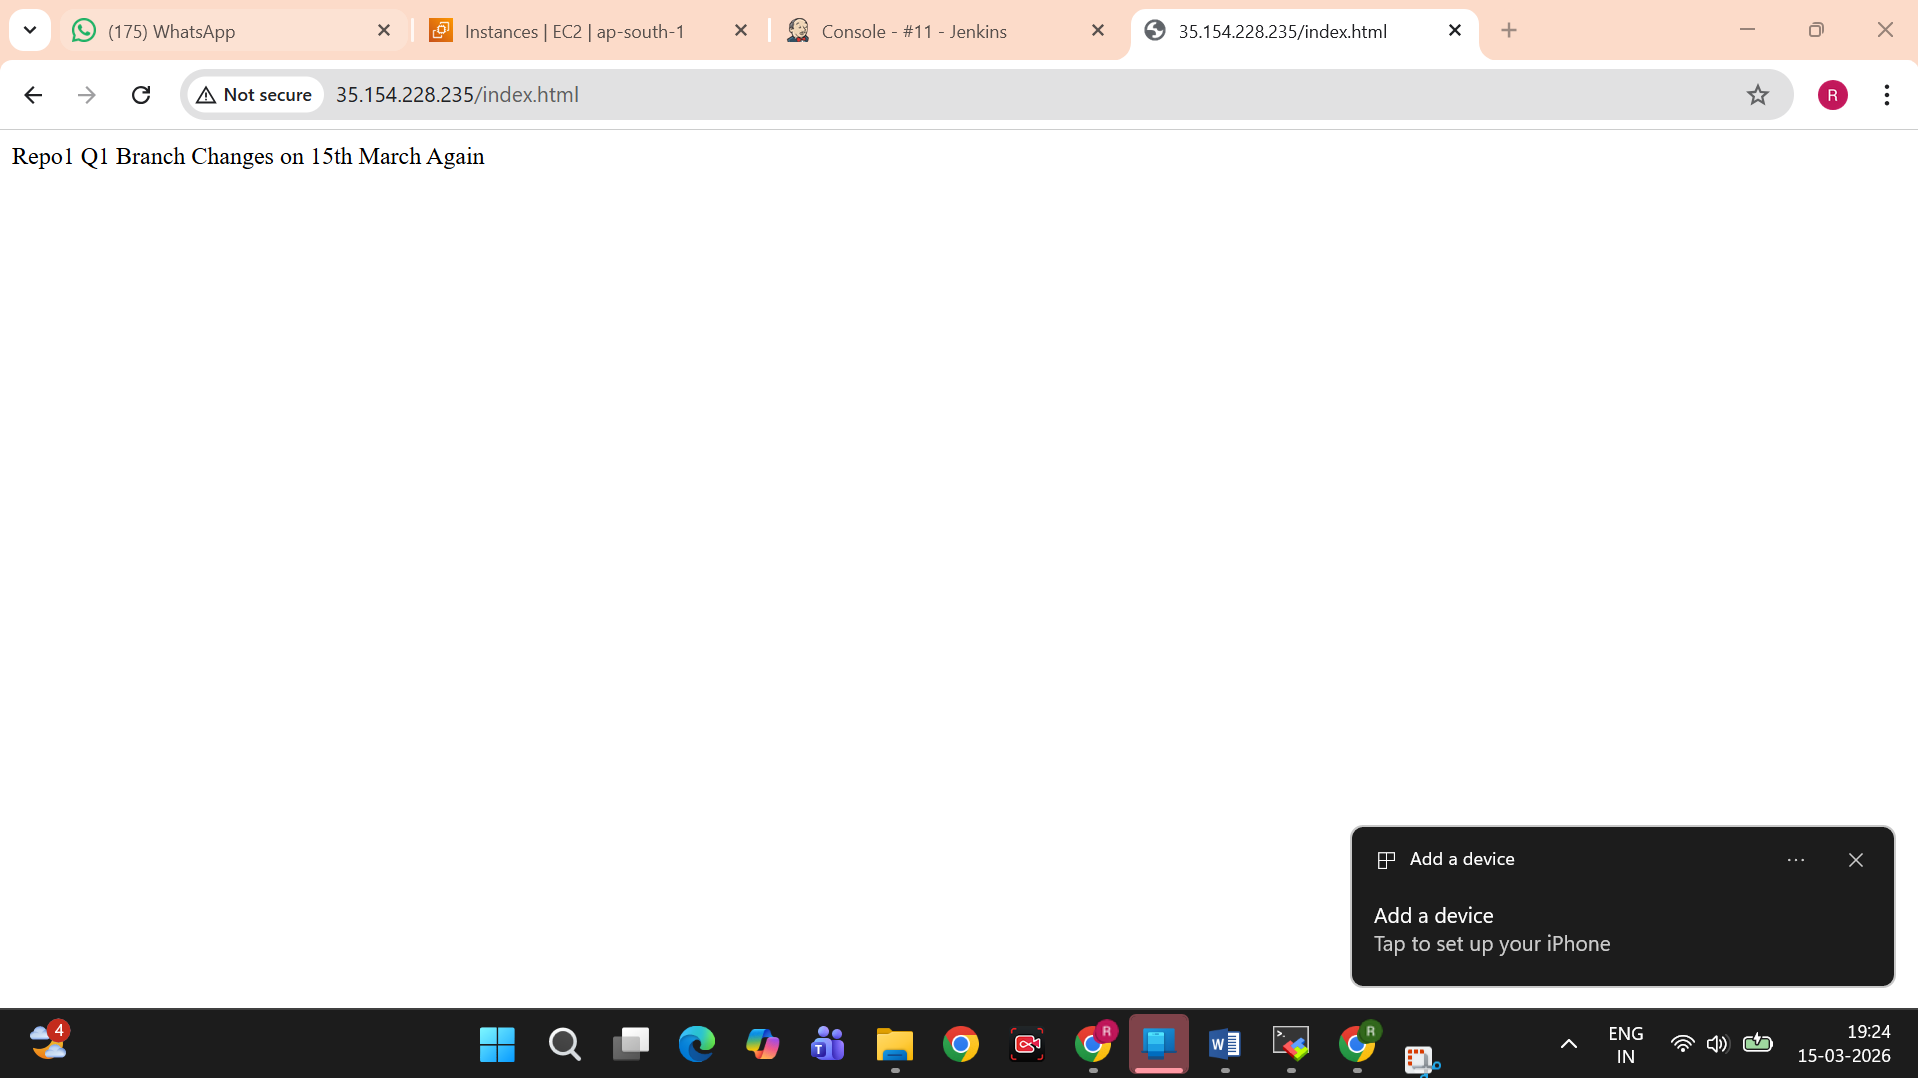 (175) WhatsApp
Instances | EC2 | ap-south-1
Console - #11 - Jenkins
35.154.228.235/index.html
Not secure
35.154.228.235/index.html
R
Repo1 Q1 Branch Changes on 15th March Again
Add a device
Add a device
Tap to set up your iPhone
4
T
R
W
R
ENG
IN
19:24
15-03-2026